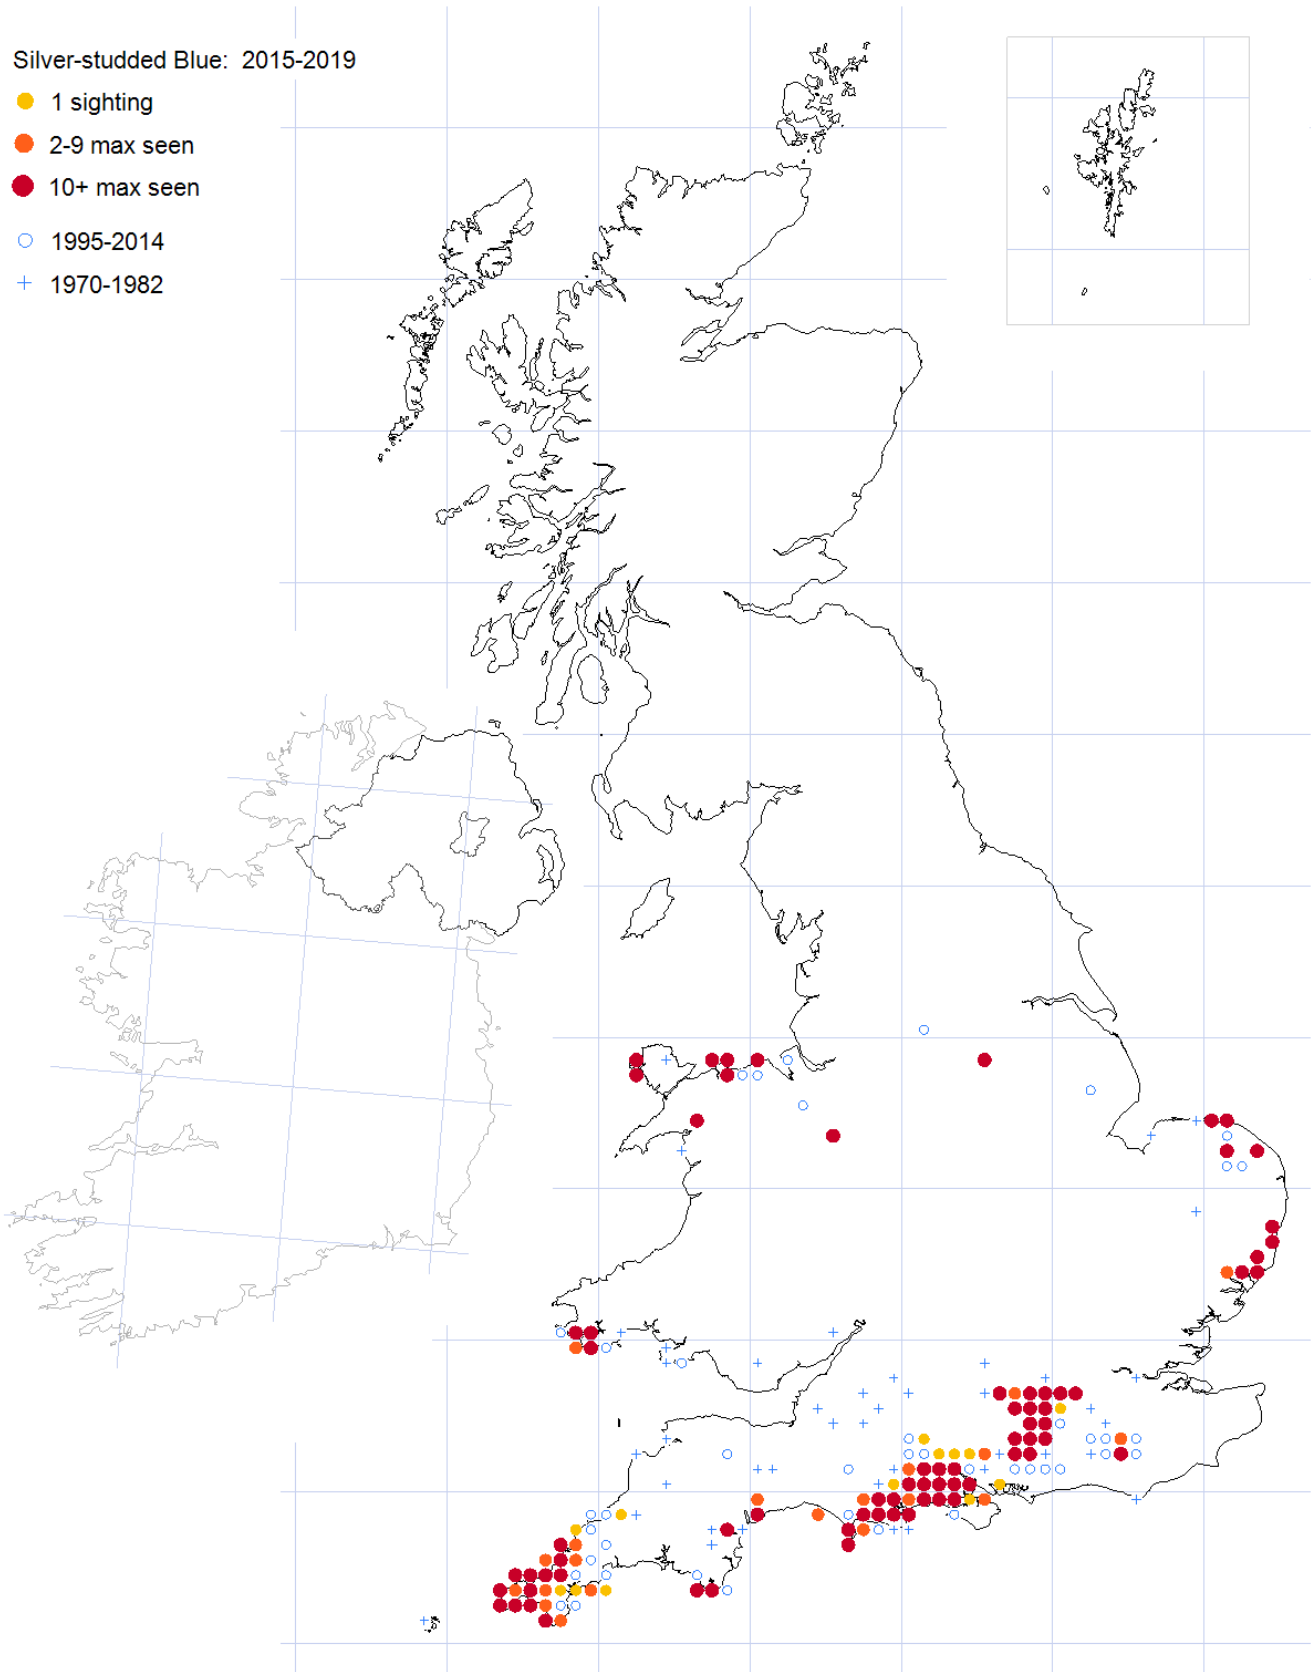 Silver-studded Blue: 2015-2019
1 sighting
2-9 max seen
10+ max seen
1995-2014
1970-1982